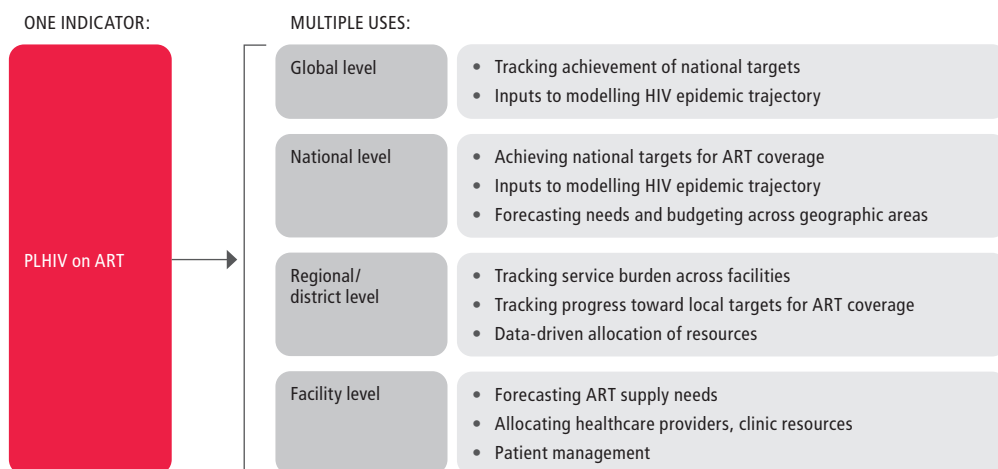 ONE INDICATOR:
MULTIPLE USES:
PLHIV on ART
Global level
• Tracking achievement of national targets
• Inputs to modelling HIV epidemic trajectory
National level
• Achieving national targets for ART coverage
• Inputs to modelling HIV epidemic trajectory
• Forecasting needs and budgeting across geographic areas
Regional/
district level
• Tracking service burden across facilities
• Tracking progress toward local targets for ART coverage
• Data-driven allocation of resources
Facility level
• Forecasting ART supply needs
• Allocating healthcare providers, clinic resources
• Patient management